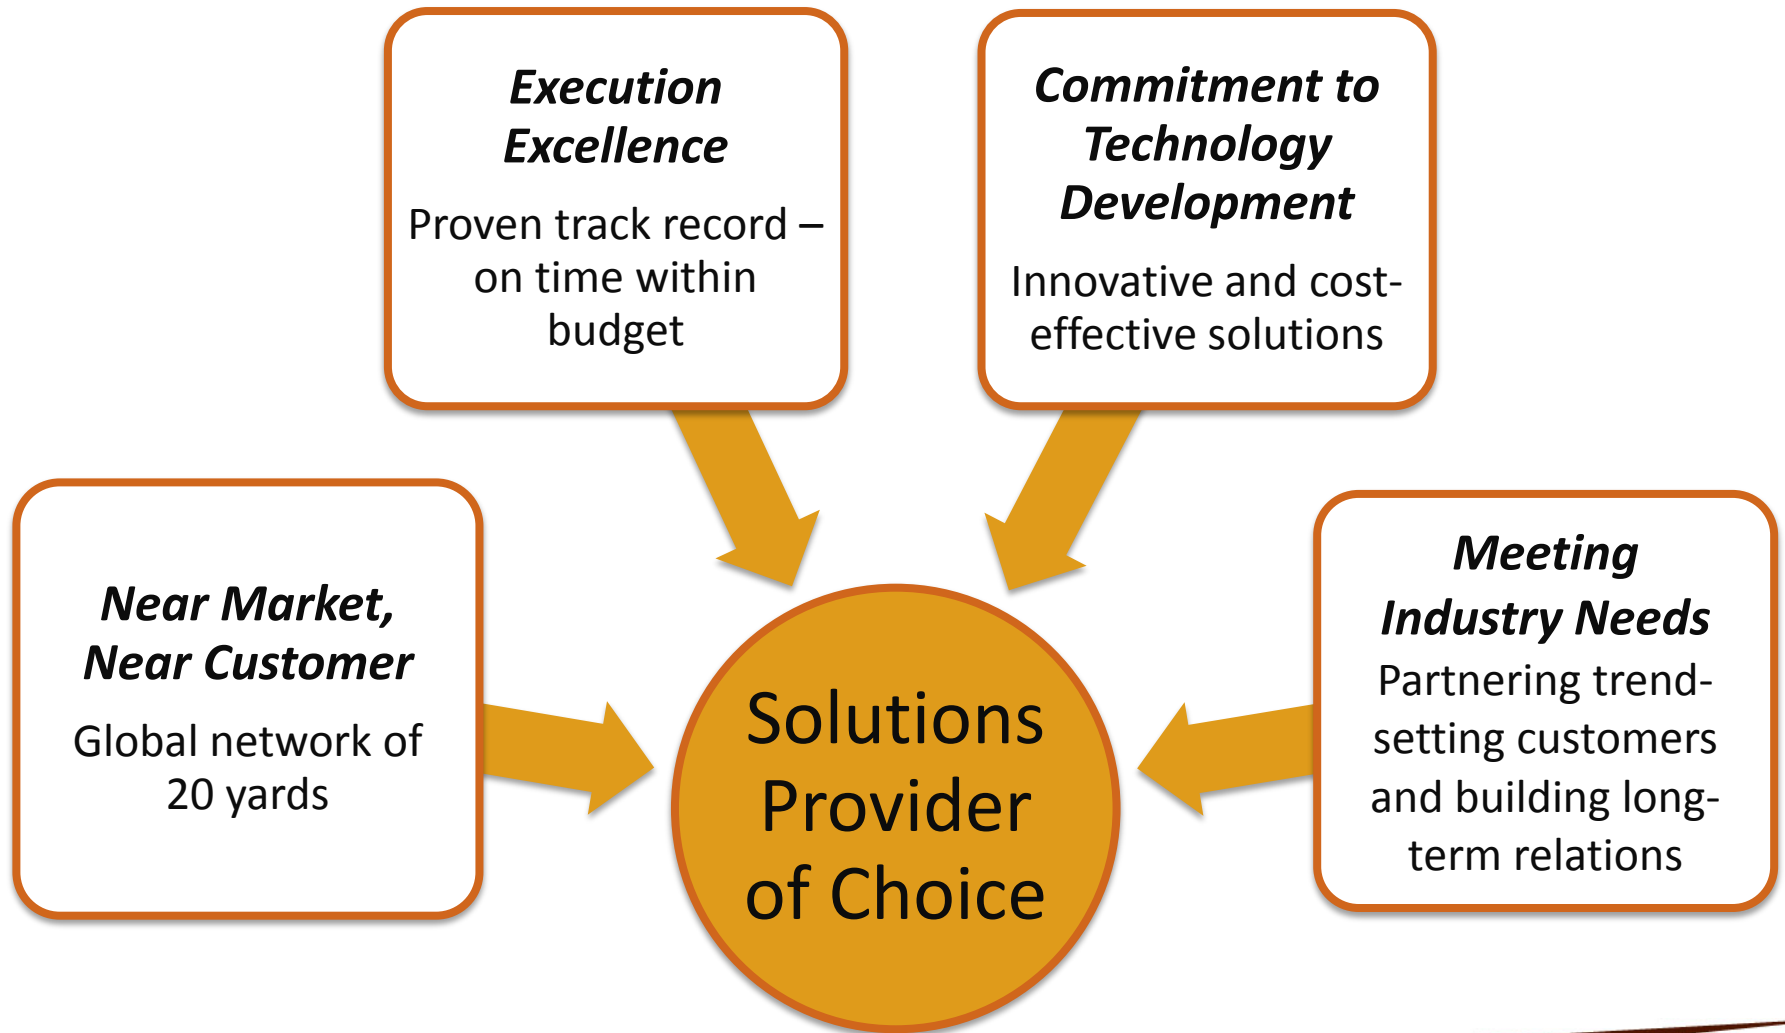 Execution
Excellence
Proven track record –
on time within
budget
Commitment to
Technology
Development
Innovative and cost-
effective solutions
Near Market,
Near Customer
Global network of
20 yards
Meeting
Industry Needs
Partnering trend-
setting customers
and building long-
term relations
Solutions
Provider
of Choice